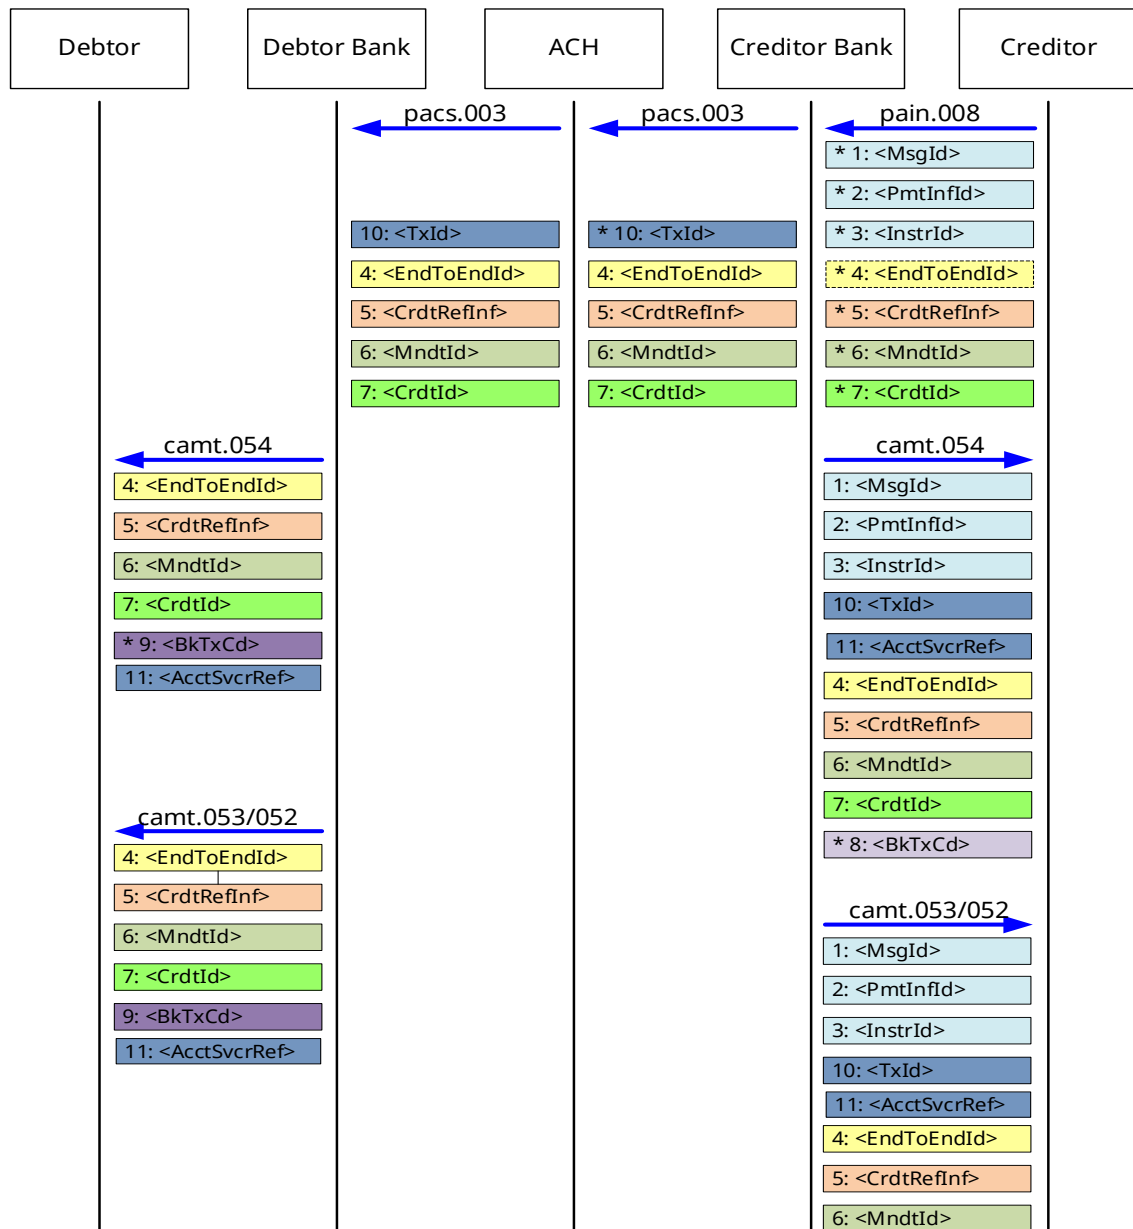 Debtor
Debtor Bank
ACH
Creditor Bank
Creditor
pacs.003
pacs.003
pain.008
* 1: <MsgId>
* 2: <PmtInfId>
10: <TxId>
* 10: <TxId>
* 3: <InstrId>
4: <EndToEndId>
4: <EndToEndId>
* 4: <EndToEndId>
5: <CrdtRefInf>
5: <CrdtRefInf>
* 5: <CrdtRefInf>
6: <MndtId>
6: <MndtId>
* 6: <MndtId>
7: <CrdtId>
7: <CrdtId>
* 7: <CrdtId>
camt.054
4: <EndToEndId>
5: <CrdtRefInf>
6: <MndtId>
7: <CrdtId>
* 9: <BkTxCd>
11: <AcctSvcrRef>
camt.054
1: <MsgId>
2: <PmtInfId>
3: <InstrId>
10: <TxId>
11: <AcctSvcrRef>
4: <EndToEndId>
5: <CrdtRefInf>
6: <MndtId>
7: <CrdtId>
* 8: <BkTxCd>
camt.053/052
4: <EndToEndId>
5: <CrdtRefInf>
6: <MndtId>
7: <CrdtId>
9: <BkTxCd>
11: <AcctSvcrRef>
camt.053/052
1: <MsgId>
2: <PmtInfId>
3: <InstrId>
10: <TxId>
11: <AcctSvcrRef>
4: <EndToEndId>
5: <CrdtRefInf>
6: <MndtId>